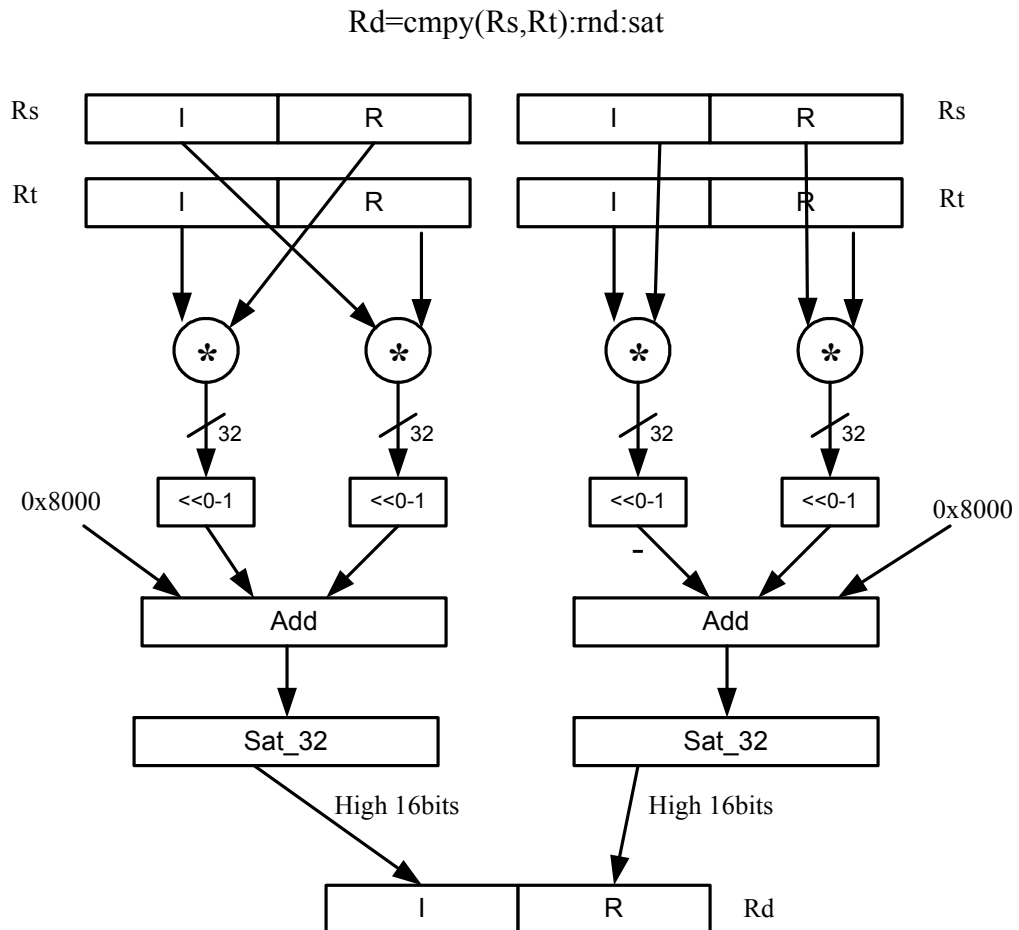 Rd=cmpy(Rs,Rt):rnd:sat
Rs I R I R Rs
Rt I R I R Rt
* * * *
32 32 32 32
<<0-1 <<0-1 <<0-1 <<0-1
0x8000 0x8000
-
Add Add
Sat_32 Sat_32
High 16bits High 16bits
I R Rd